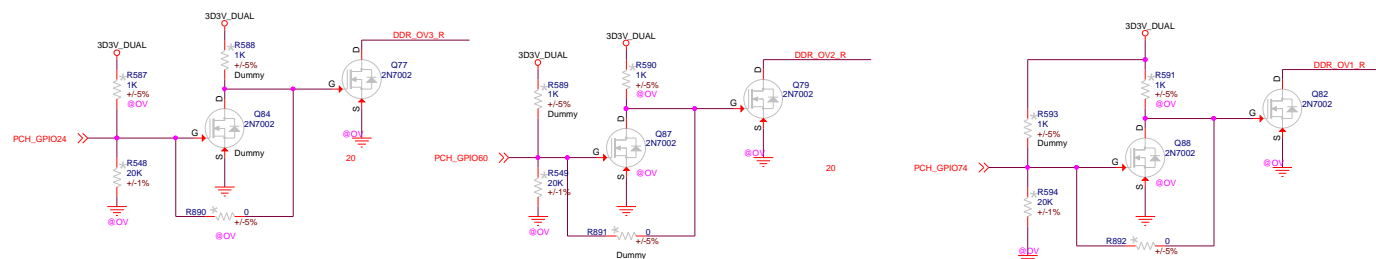 3D3V_DUAL
3D3V_DUAL
R588
1K
+/-5%
Dummy
R587
1K
+/-5%
@OV
D
DDR_OV3_R
Q77
2N7002
G
S
@OV
20
D
Q84
2N7002
G
S
Dummy
PCH_GPIO24
R548
20K
+/-1%
@OV
R890
0
+/-5%
@OV
3D3V_DUAL
3D3V_DUAL
R590
1K
+/-5%
@OV
R589
1K
+/-5%
Dummy
D
DDR_OV2_R
Q79
2N7002
G
S
@OV
20
D
Q87
2N7002
G
S
@OV
PCH_GPIO60
R549
20K
+/-1%
@OV
R891
0
+/-5%
Dummy
3D3V_DUAL
R591
1K
+/-5%
@OV
R593
1K
+/-5%
Dummy
D
DDR_OV1_R
Q82
2N7002
G
S
@OV
D
Q88
2N7002
G
S
@OV
PCH_GPIO74
R594
20K
+/-1%
@OV
R892
0
+/-5%
@OV